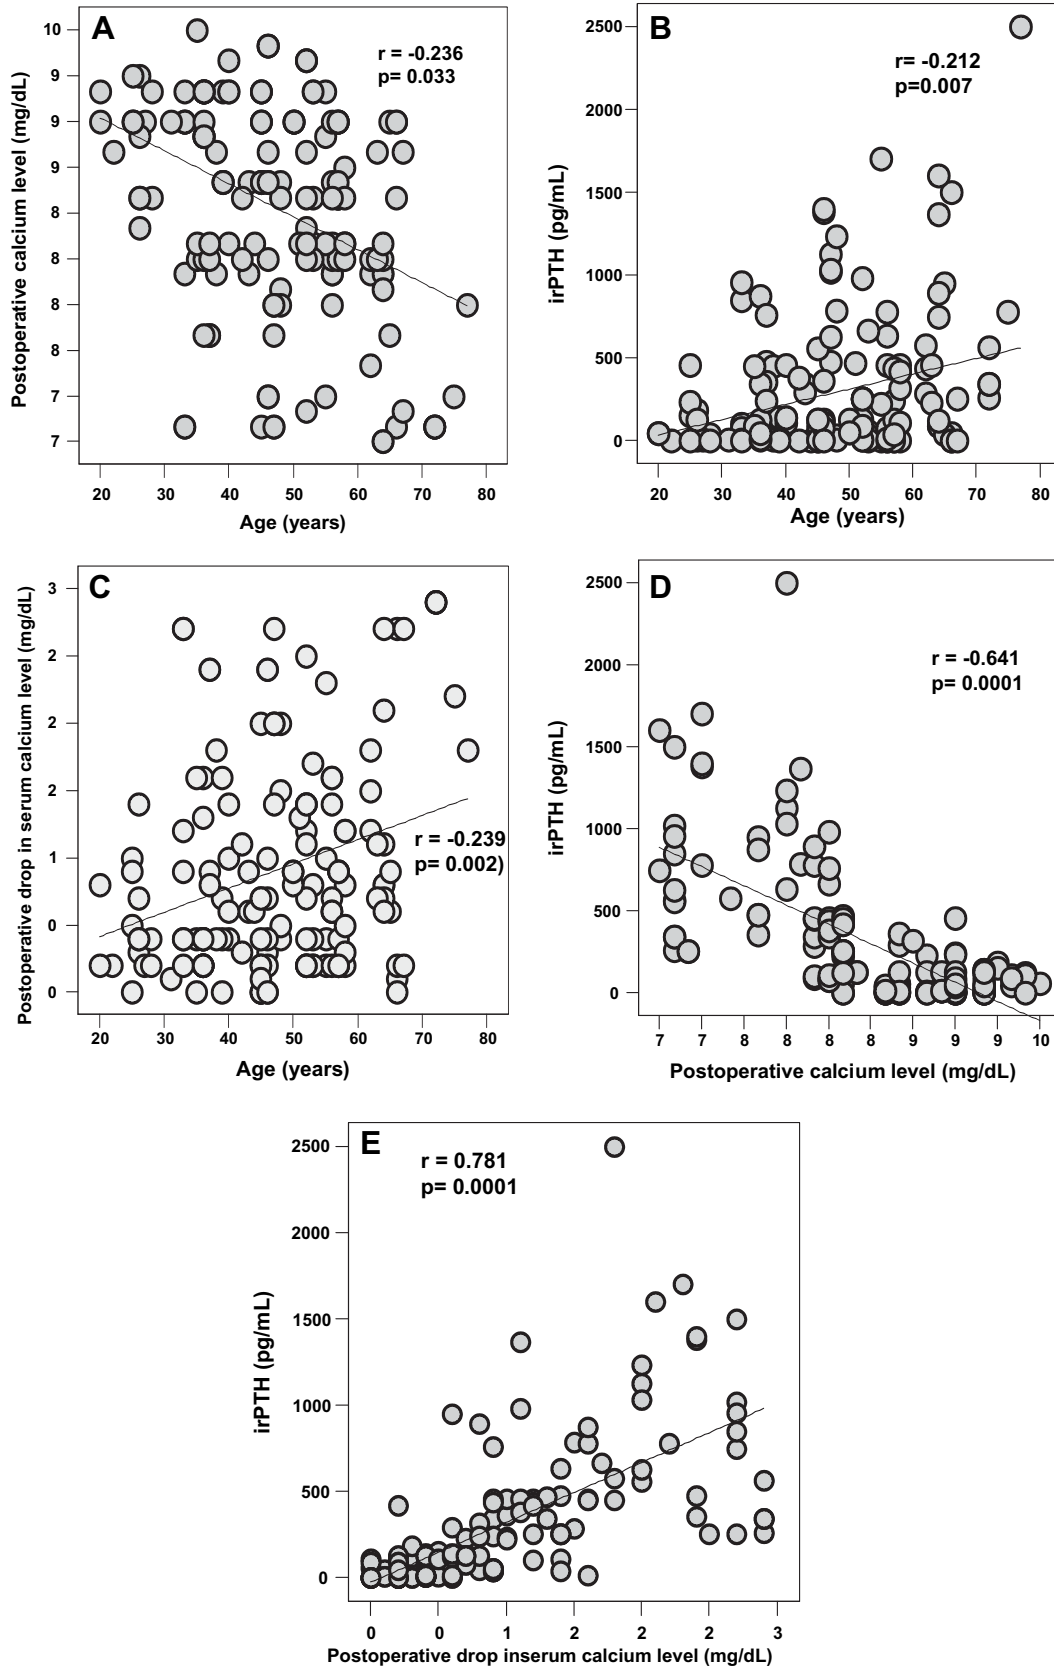 A
r = -0.236
p= 0.033
Postoperative calcium level (mg/dL)
10
9
9
9
8
8
8
8
7
7
20 30 40 50 60 70 80
Age (years)
B
r= -0.212
p=0.007
irPTH (pg/mL)
2500
2000
1500
1000
500
0
20 30 40 50 60 70 80
Age (years)
C
r = -0.239
p= 0.002)
Postoperative drop in serum calcium level (mg/dL)
3
2
2
2
1
0
0
20 30 40 50 60 70 80
Age (years)
D
r = -0.641
p= 0.0001
irPTH (pg/mL)
2500
2000
1500
1000
500
0
7 7 8 8 8 8 9 9 9 10
Postoperative calcium level (mg/dL)
E
r = 0.781
p= 0.0001
irPTH (pg/mL)
2500
2000
1500
1000
500
0
0 0 1 2 2 2 3
Postoperative drop inserum calcium level (mg/dL)